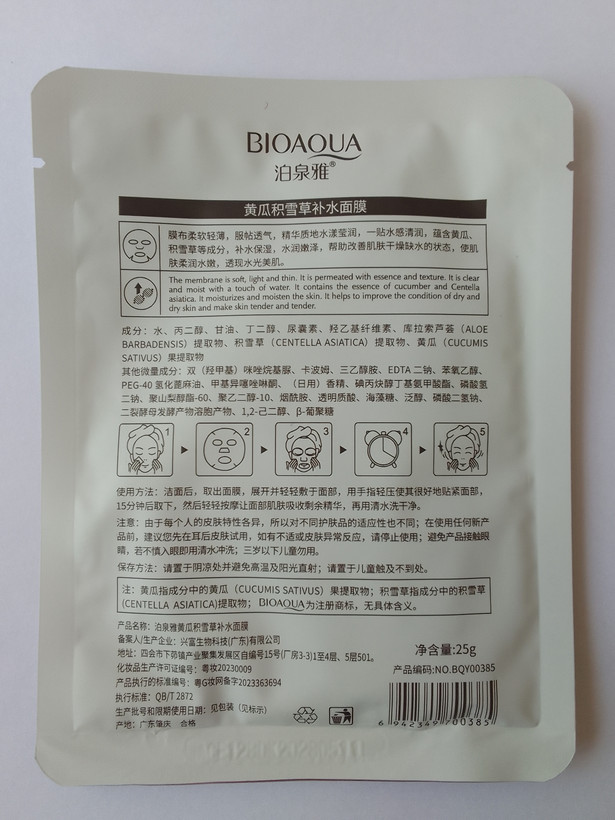 BIOAQUA
泊泉雅®
黄瓜积雪草补水面膜
膜布柔软轻薄，服帖透气，精华质地水漾莹润，一贴水感清润，蕴含黄瓜、
积雪草等成分，补水保湿，水润嫩泽，帮助改善肌肤干燥缺水的状态，使肌
肤柔润水嫩，透现水光美肌。
The membrane is soft, light and thin. It is permeated with essence and texture. It is clear
and moist with a touch of water. It contains the essence of cucumber and Centella
asiatica. It moisturizes and moisten the skin. It helps to improve the condition of dry and
dry skin and make skin tender and tender.
成分：水、丙二醇、甘油、丁二醇、尿囊素、羟乙基纤维素、库拉索芦荟（ALOE
BARBADENSIS）提取物、积雪草（CENTELLA ASIATICA）提取物、黄瓜（CUCUMIS
SATIVUS）果提取物
其他微量成分：双（羟甲基）咪唑烷基脲、卡波姆、三乙醇胺、EDTA 二钠、苯氧乙醇、
PEG-40 氢化蓖麻油、甲基异噻唑啉酮、（日用）香精、碘丙炔醇丁基氨甲酸酯、磷酸氢
二钠、聚山梨醇酯-60、聚乙二醇-10、烟酰胺、透明质酸、海藻糖、泛醇、磷酸二氢钠、
二裂酵母发酵产物溶胞产物、1,2-己二醇、β-葡聚糖
1 2 3 4 5
使用方法：洁面后，取出面膜，展开并轻轻敷于面部，用手指轻压使其很好地贴紧面部，
15分钟后取下，然后轻轻按摩让面部肌肤吸收剩余精华，再用清水洗干净。
注意：由于每个人的皮肤特性各异，所以对不同护肤品的适应性也不同；在使用任何新产
品前，建议您先在耳后皮肤试用，如有不适或皮肤异常反应，请停止使用；避免产品接触眼
睛，若不慎入眼即用清水冲洗；三岁以下儿童勿用。
保存方法：请置于阴凉处并避免高温及阳光直射；请置于儿童触及不到处。
注：黄瓜指成分中的黄瓜（CUCUMIS SATIVUS）果提取物；积雪草指成分中的积雪草
(CENTELLA ASIATICA)提取物；BIOAQUA为注册商标，无具体含义。
产品名称：泊泉雅黄瓜积雪草补水面膜
备案人/生产企业：兴富生物科技(广东)有限公司
地址：四会市下茆镇产业聚集发展区自编号15号(厂房3-3)1至4层、5层501。
化妆品生产许可证编号：粤妆20230009
产品执行的标准编号：粤G妆网备字2023363694
执行标准：QB/T 2872
生产批号和限期使用日期：见包装（见标示）
产地：广东肇庆 合格
净含量:25g
产品编码:NO.BQY00385
6 942349 700385